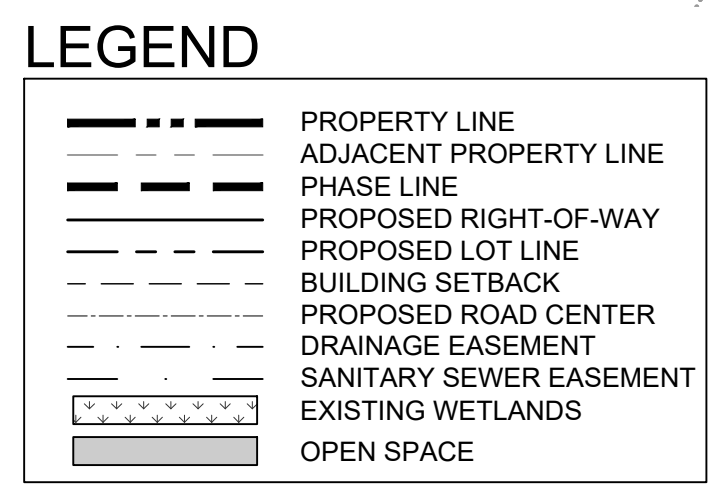 LEGEND
PROPERTY LINE
ADJACENT PROPERTY LINE
PHASE LINE
PROPOSED RIGHT-OF-WAY
PROPOSED LOT LINE
BUILDING SETBACK
PROPOSED ROAD CENTER
DRAINAGE EASEMENT
SANITARY SEWER EASEMENT
EXISTING WETLANDS
OPEN SPACE